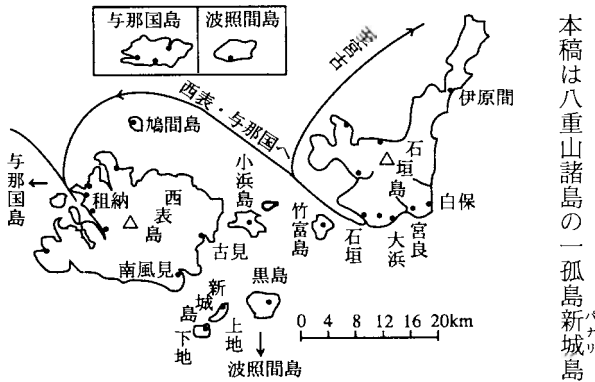 本稿は八重山諸島の一孤島新城島
パナリ
与那国島
波照間島
至宮古
伊原間
西表・与那国へ
鳩間島
石垣島
小浜島
与那国島
租納
西表島
竹富島
白保
宮良
大浜
石垣
古見
南風見
黒島
新城島
上地
下地
波照間島
0 4 8 12 16 20km